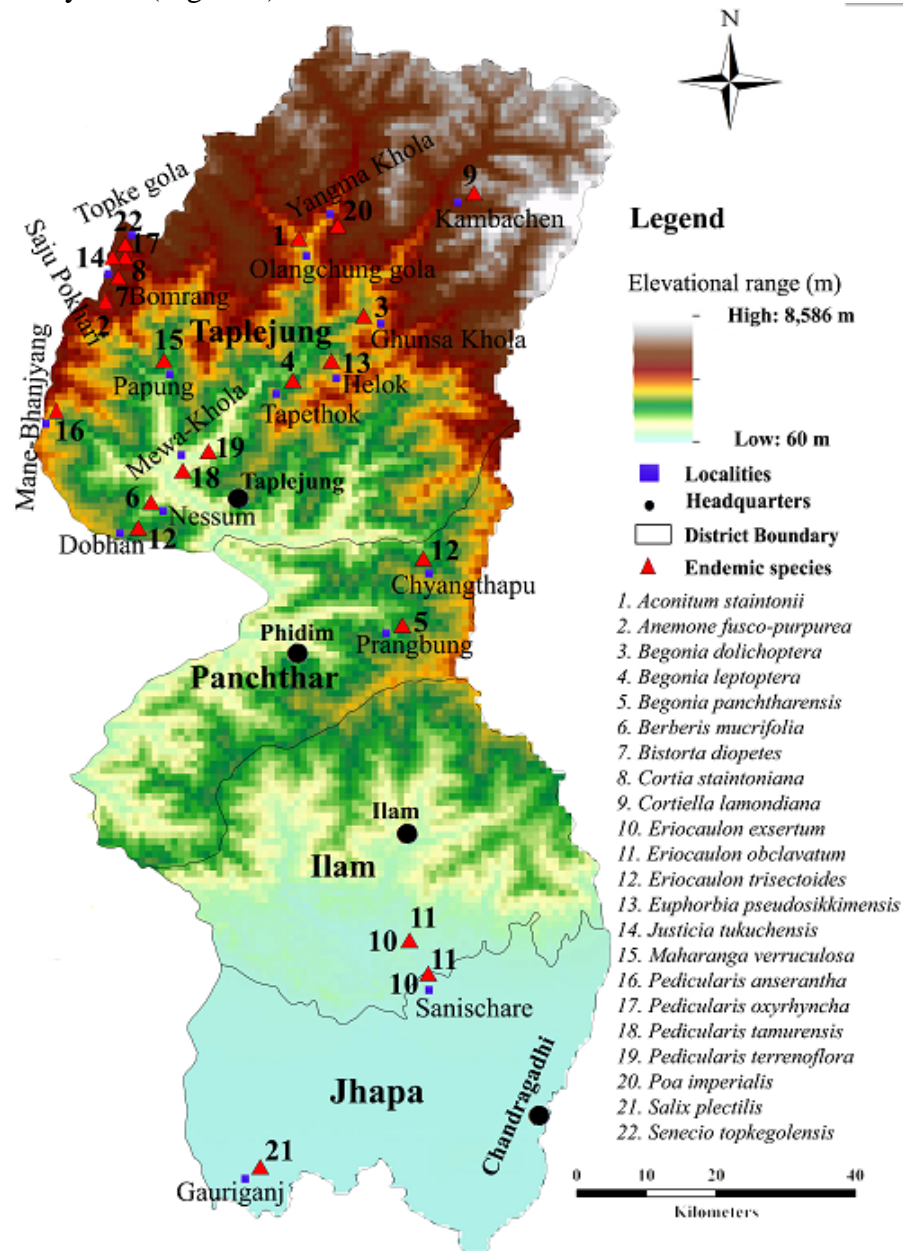 N
Topke gola
Yangma Khola
9
Kambachen
22
20
17
1
14
Olangchung gola
Saju Pokhari
8
Bomrang
7
2
3
Ghunsa Khola
Taplejung
15
Papung
4
13
Helok
Tapethok
Mane-Bhanjyang
16
Mewa-Khola
19
18
Taplejung
6
Nessum
Dobhan
12
12
Chyangthapu
5
Prangbung
Phidim
Panchthar
Ilam
Ilam
11
10
11
10
Sanischare
Jhapa
Chandragadhi
21
Gauriganj
Legend
Elevational range (m)
High: 8,586 m
Low: 60 m
Localities
Headquarters
District Boundary
Endemic species
1. Aconitum staintonii
2. Anemone fusco-purpurea
3. Begonia dolichoptera
4. Begonia leptoptera
5. Begonia panchtharensis
6. Berberis mucrifolia
7. Bistorta diopetes
8. Cortia staintoniana
9. Cortiella lamondiana
10. Eriocaulon exsertum
11. Eriocaulon obclavatum
12. Eriocaulon trisectoides
13. Euphorbia pseudosikkimensis
14. Justicia tukuchensis
15. Maharanga verruculosa
16. Pedicularis anserantha
17. Pedicularis oxyrhyncha
18. Pedicularis tamurensis
19. Pedicularis terrenoflora
20. Poa imperialis
21. Salix plectilis
22. Senecio topkegolensis
0 10 20 40
Kilometers